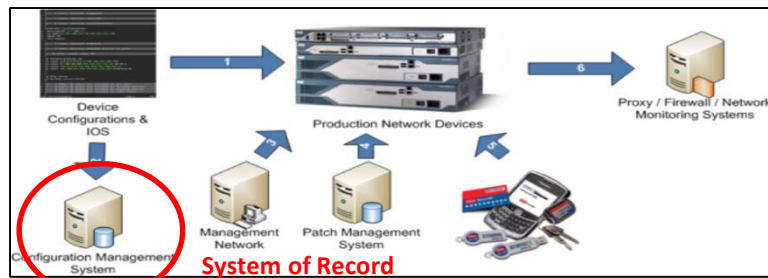 1
6
Device
Configurations &
IOS
Production Network Devices
Proxy / Firewall / Network
Monitoring Systems
2
3
4
5
Configuration Management
System
Management
Network
Patch Management
System
System of Record